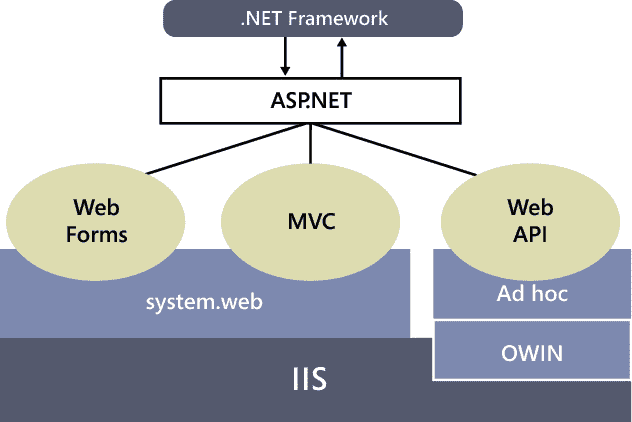 .NET Framework
ASP.NET
Web
Forms
MVC
Web
API
system.web
Ad hoc
OWIN
IIS